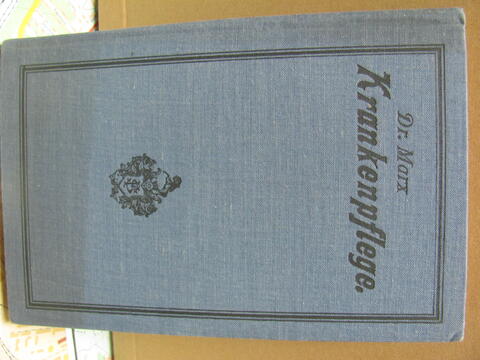 Dr. Marx
Krankenpflege.